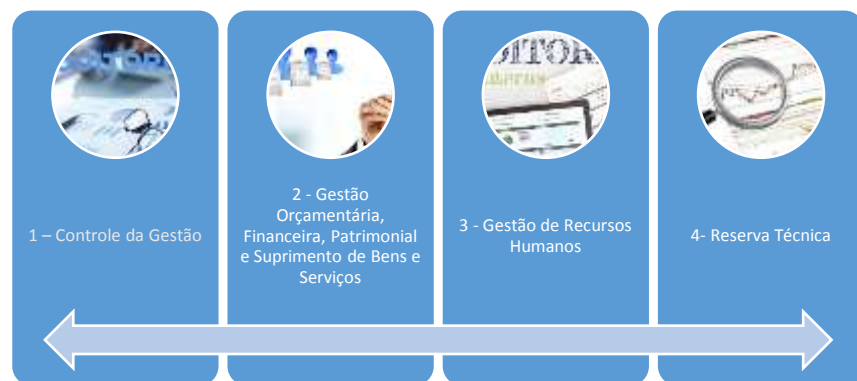 1 – Controle da Gestão
2 - Gestão
Orçamentária,
Financeira, Patrimonial
e Suprimento de Bens e
Serviços
3 - Gestão de Recursos
Humanos
4- Reserva Técnica